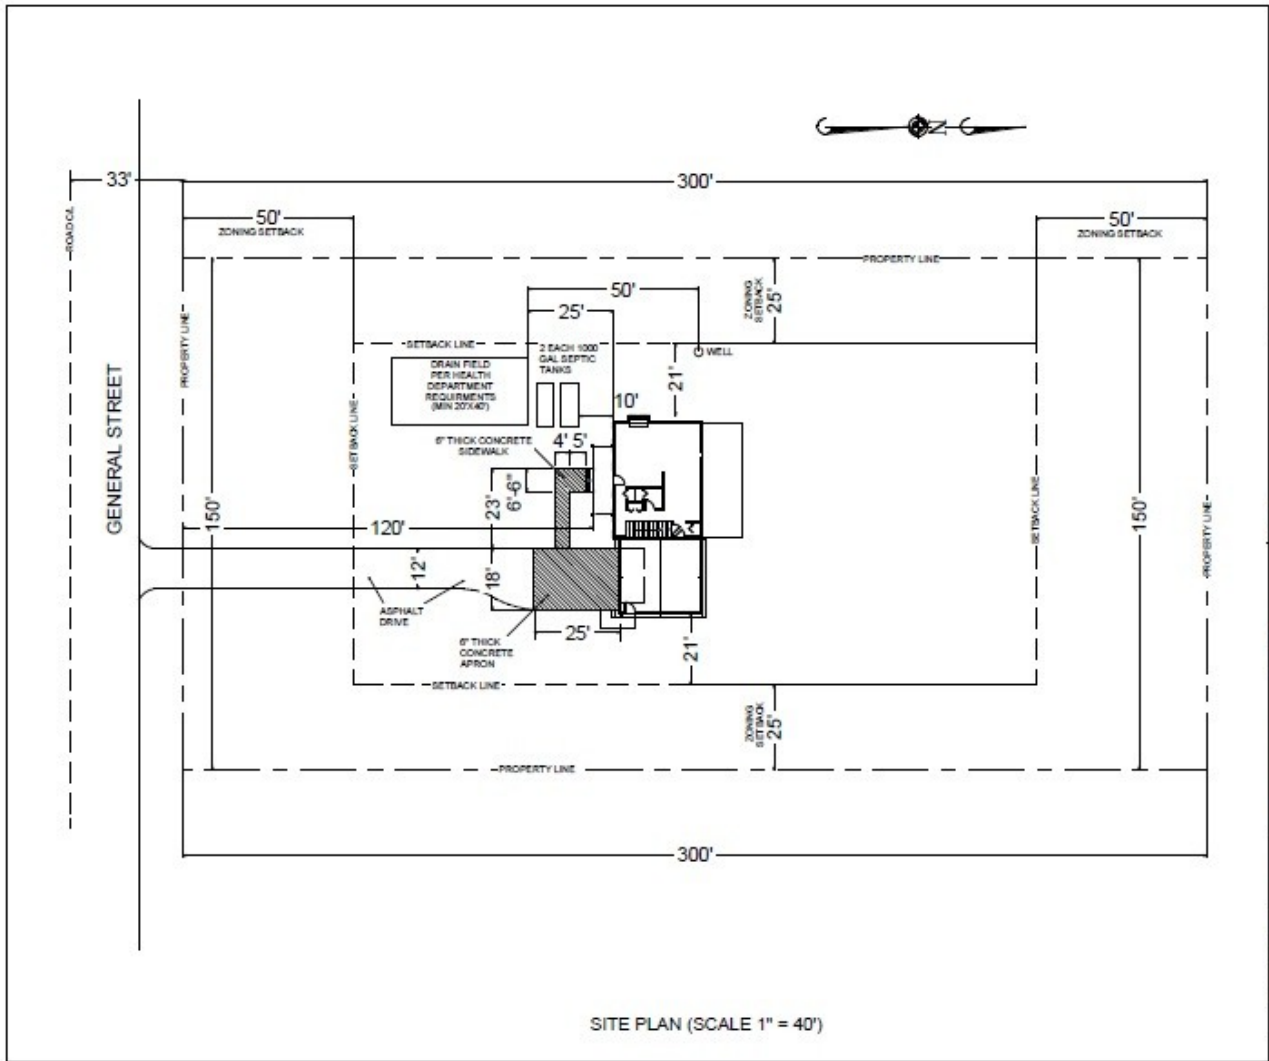 N
33'
300'
50'
ZONING SETBACK
50'
ZONING SETBACK
ROAD C/L
PROPERTY LINE
50'
25'
ZONING
SETBACK
25'
SETBACK LINE
2 EACH 1000
GAL SEPTIC
TANKS
WELL
DRAIN FIELD
PER HEALTH
DEPARTMENT
REQUIRMENTS
(MIN 20'X40')
21'
10'
PROPERTY LINE
GENERAL STREET
SETBACK LINE
6" THICK CONCRETE
SIDEWALK
4'
5'
6'-6"
23'
150'
120'
12'
18'
ASPHALT
DRIVE
6" THICK
CONCRETE
APRON
25'
21'
SETBACK LINE
150'
PROPERTY LINE
SETBACK LINE
ZONING
SETBACK
25'
PROPERTY LINE
300'
SITE PLAN (SCALE 1" = 40')